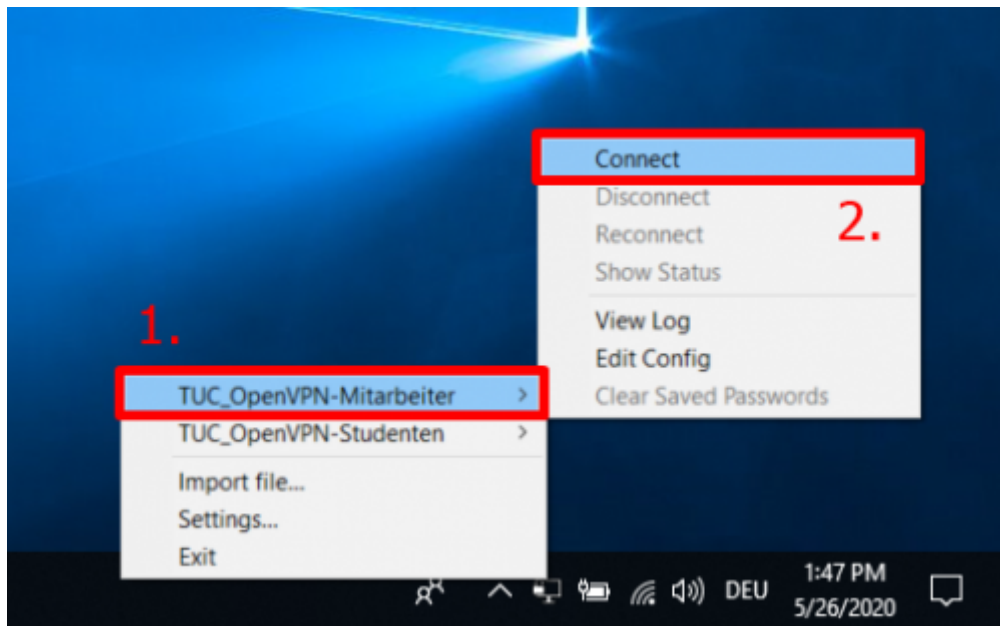 Connect
Disconnect
2.
Reconnect
Show Status
1.
View Log
Edit Config
Clear Saved Passwords
TUC_OpenVPN-Mitarbeiter
TUC_OpenVPN-Studenten
Import file...
Settings...
Exit
DEU
1:47 PM
5/26/2020